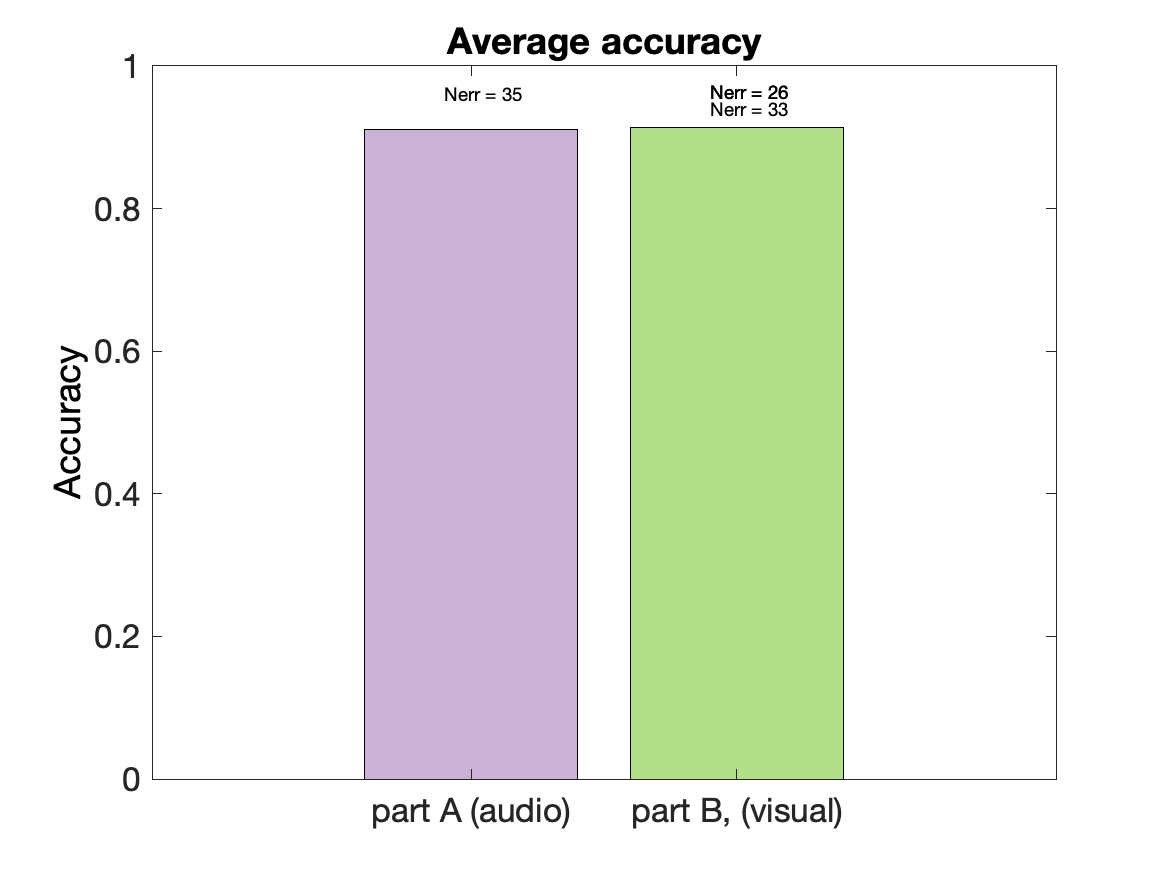 Average accuracy
1
Nerr = 35
Nerr = 26
Nerr = 33
0.8
0.6
Accuracy
0.4
0.2
0
part A (audio)
part B, (visual)